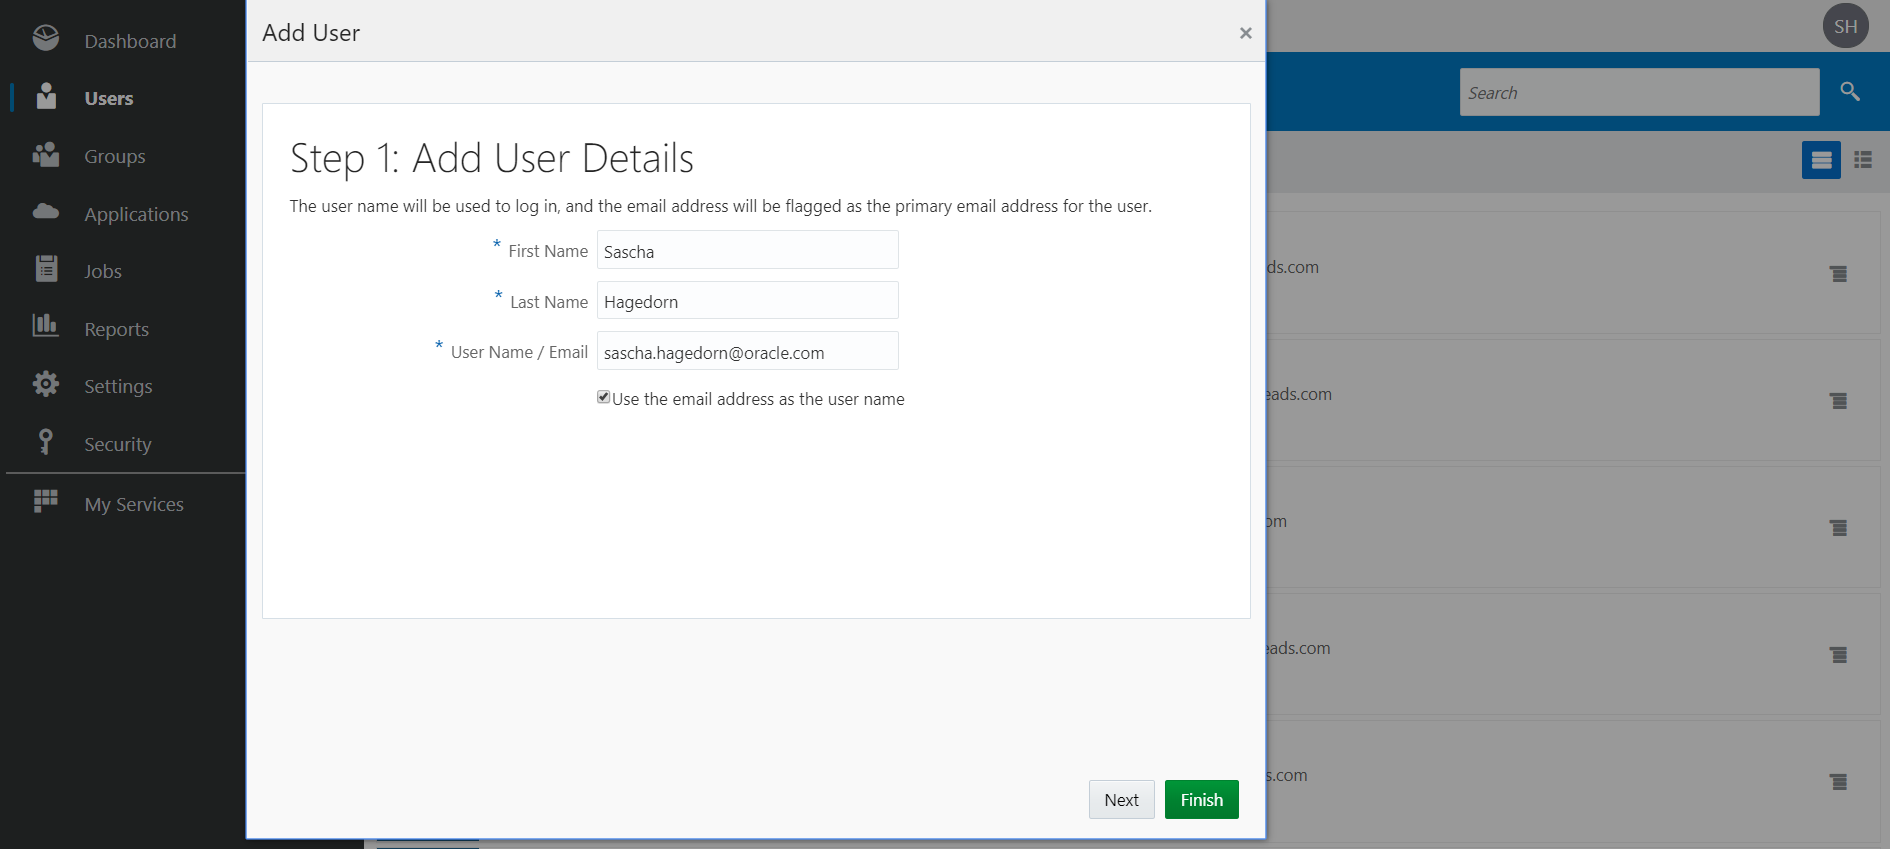 Dashboard
Users
Groups
Applications
Jobs
Reports
Settings
Security
My Services
Add User
×
Step 1: Add User Details
The user name will be used to log in, and the email address will be flagged as the primary email address for the user.
* First Name Sascha
* Last Name Hagedorn
* User Name / Email sascha.hagedorn@oracle.com
Use the email address as the user name
Next Finish
SH
Search
ds.com
eads.com
om
eads.com
s.com